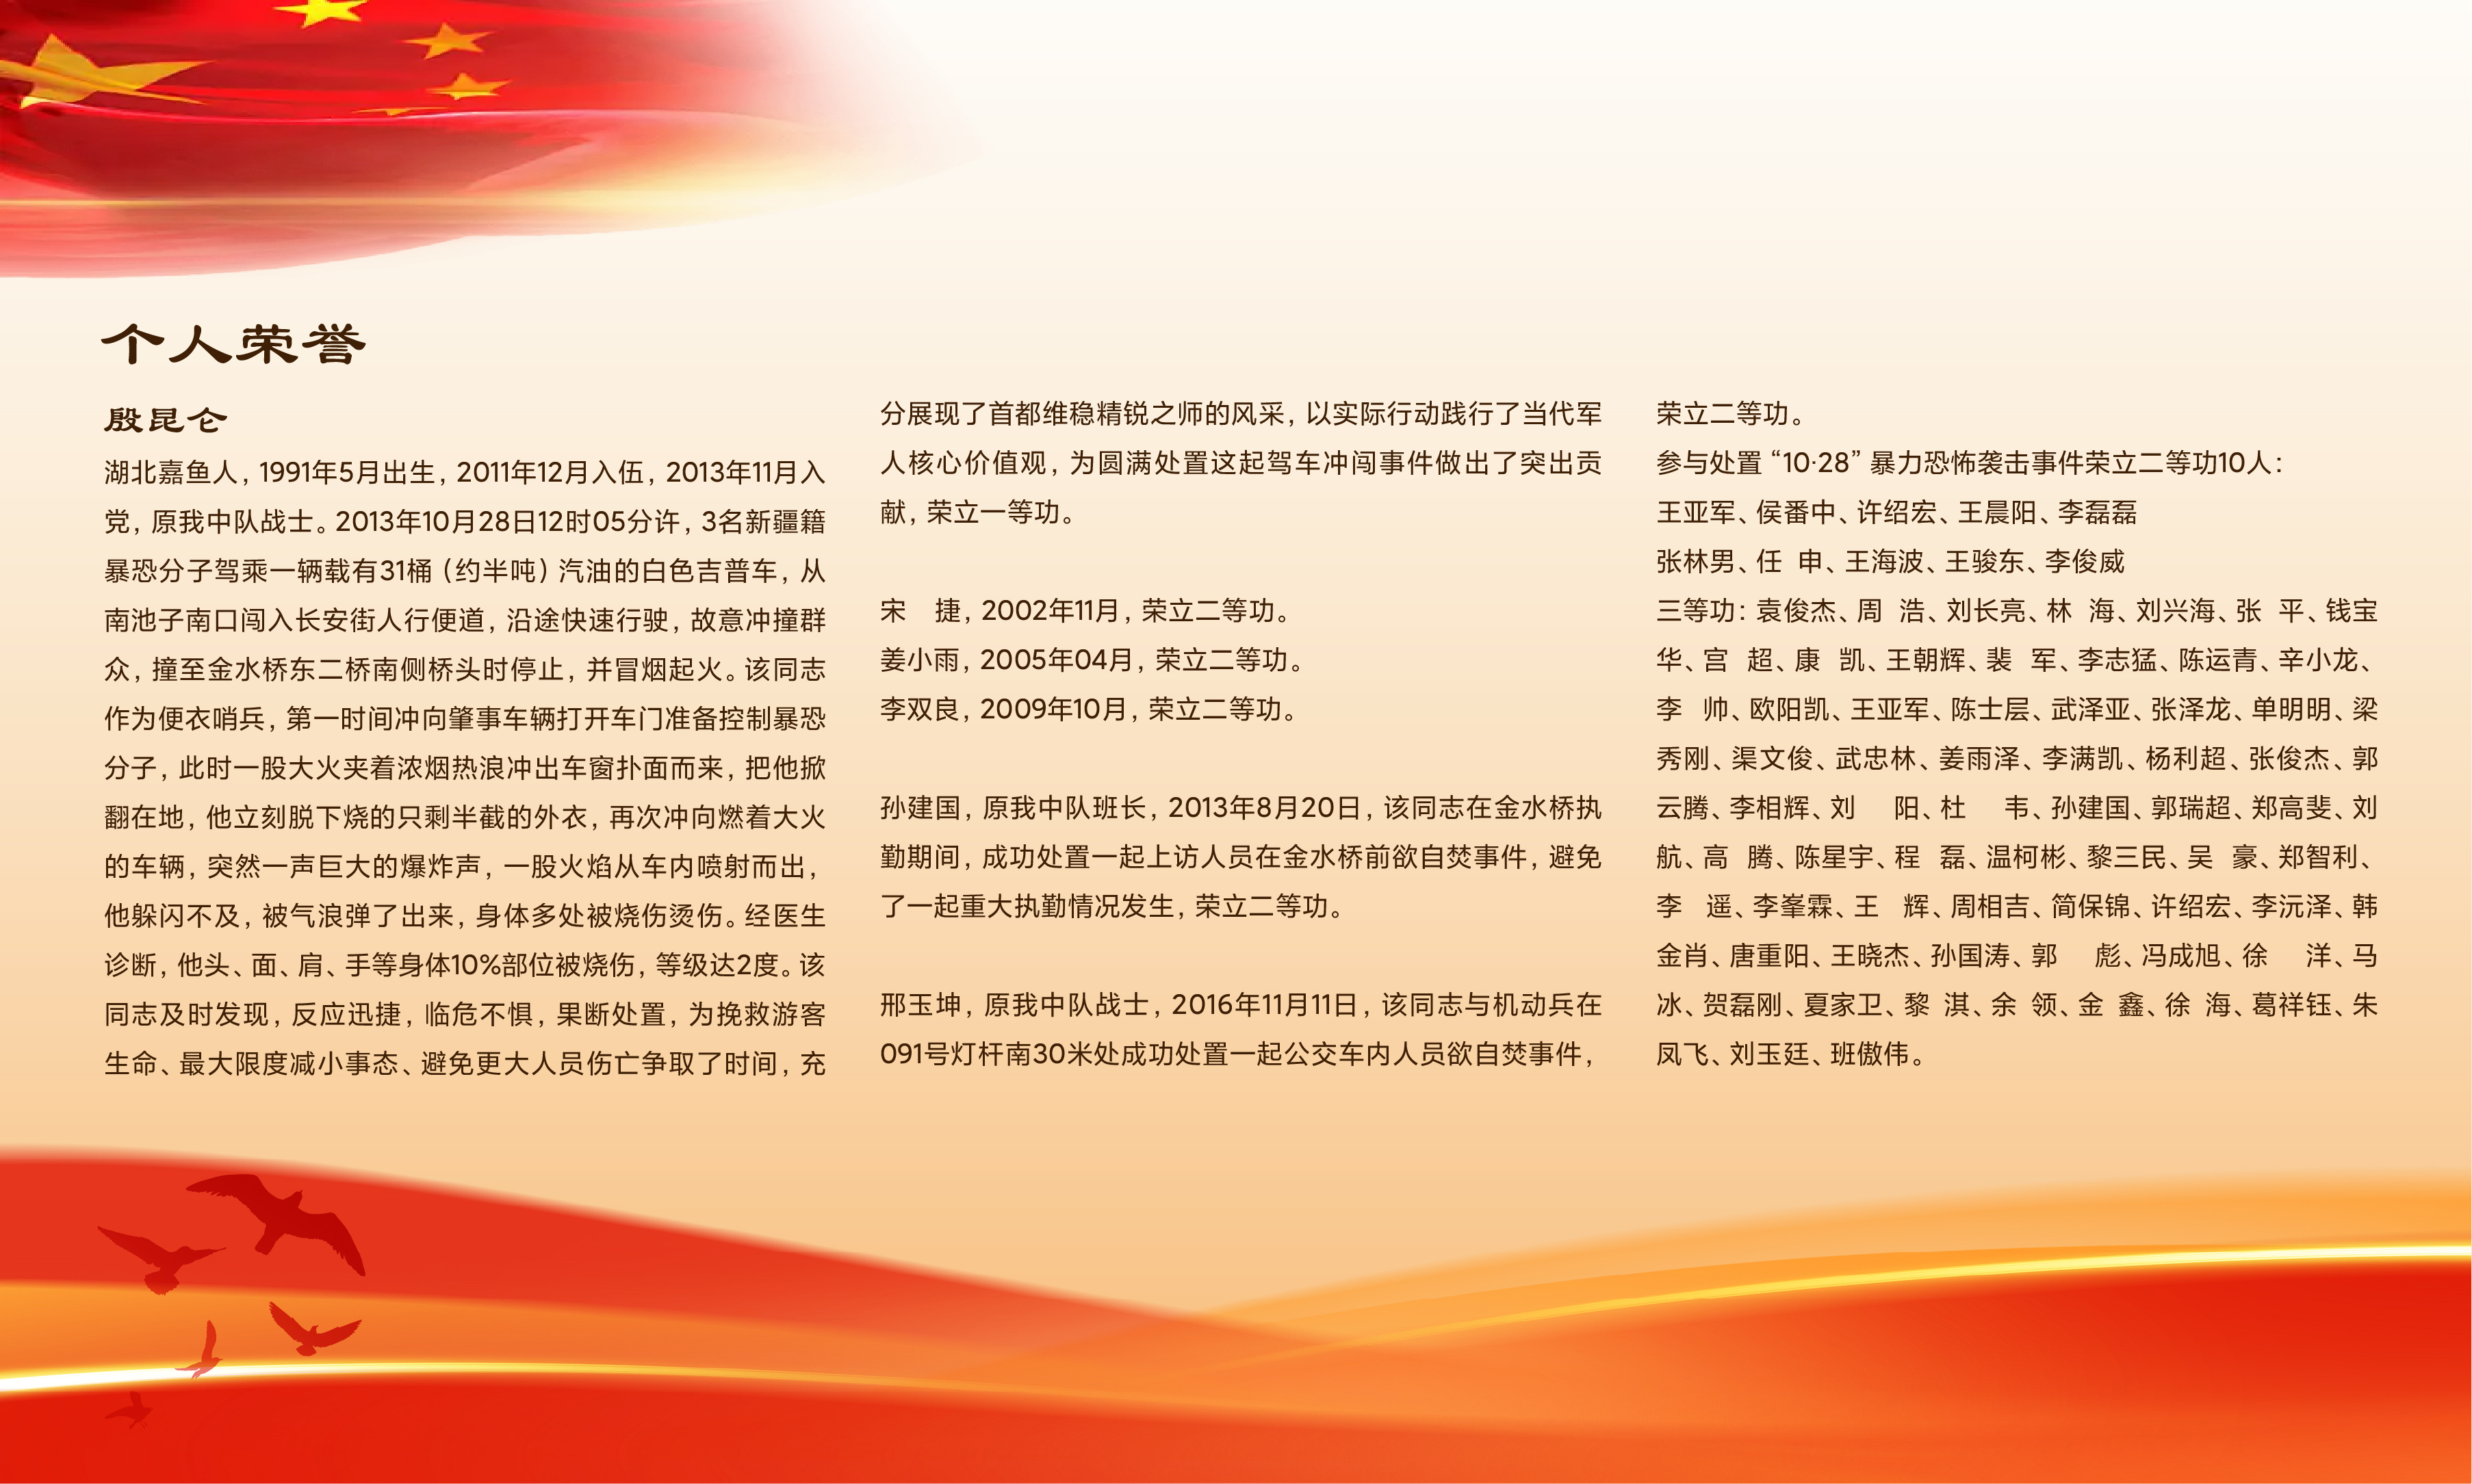 个人荣誉
殷昆仑
湖北嘉鱼人，1991年5月出生，2011年12月入伍，2013年11月入
党，原我中队战士。2013年10月28日12时05分许，3名新疆籍
暴恐分子驾乘一辆载有31桶（约半吨）汽油的白色吉普车，从
南池子南口闯入长安街人行便道，沿途快速行驶，故意冲撞群
众，撞至金水桥东二桥南侧桥头时停止，并冒烟起火。该同志
作为便衣哨兵，第一时间冲向肇事车辆打开车门准备控制暴恐
分子，此时一股大火夹着浓烟热浪冲出车窗扑面而来，把他掀
翻在地，他立刻脱下烧的只剩半截的外衣，再次冲向燃着大火
的车辆，突然一声巨大的爆炸声，一股火焰从车内喷射而出，
他躲闪不及，被气浪弹了出来，身体多处被烧伤烫伤。经医生
诊断，他头、面、肩、手等身体10%部位被烧伤，等级达2度。该
同志及时发现，反应迅捷，临危不惧，果断处置，为挽救游客
生命、最大限度减小事态、避免更大人员伤亡争取了时间，充
分展现了首都维稳精锐之师的风采，以实际行动践行了当代军
人核心价值观，为圆满处置这起驾车冲闯事件做出了突出贡
献，荣立一等功。
宋　捷，2002年11月，荣立二等功。
姜小雨，2005年04月，荣立二等功。
李双良，2009年10月，荣立二等功。
孙建国，原我中队班长，2013年8月20日，该同志在金水桥执
勤期间，成功处置一起上访人员在金水桥前欲自焚事件，避免
了一起重大执勤情况发生，荣立二等功。
邢玉坤，原我中队战士，2016年11月11日，该同志与机动兵在
091号灯杆南30米处成功处置一起公交车内人员欲自焚事件，
荣立二等功。
参与处置“10·28”暴力恐怖袭击事件荣立二等功10人：
王亚军、侯番中、许绍宏、王晨阳、李磊磊
张林男、任　申、王海波、王骏东、李俊威
三等功：袁俊杰、周　浩、刘长亮、林　海、刘兴海、张　平、钱宝
华、宫　超、康　凯、王朝辉、裴　军、李志猛、陈运青、辛小龙、
李　帅、欧阳凯、王亚军、陈士层、武泽亚、张泽龙、单明明、梁
秀刚、渠文俊、武忠林、姜雨泽、李满凯、杨利超、张俊杰、郭
云腾、李相辉、刘　阳、杜　韦、孙建国、郭瑞超、郑高斐、刘
航、高　腾、陈星宇、程　磊、温柯彬、黎三民、吴　豪、郑智利、
李　遥、李峯霖、王　辉、周相吉、简保锦、许绍宏、李沅泽、韩
金肖、唐重阳、王晓杰、孙国涛、郭　彪、冯成旭、徐　洋、马
冰、贺磊刚、夏家卫、黎　淇、余　领、金　鑫、徐　海、葛祥钰、朱
凤飞、刘玉廷、班傲伟。